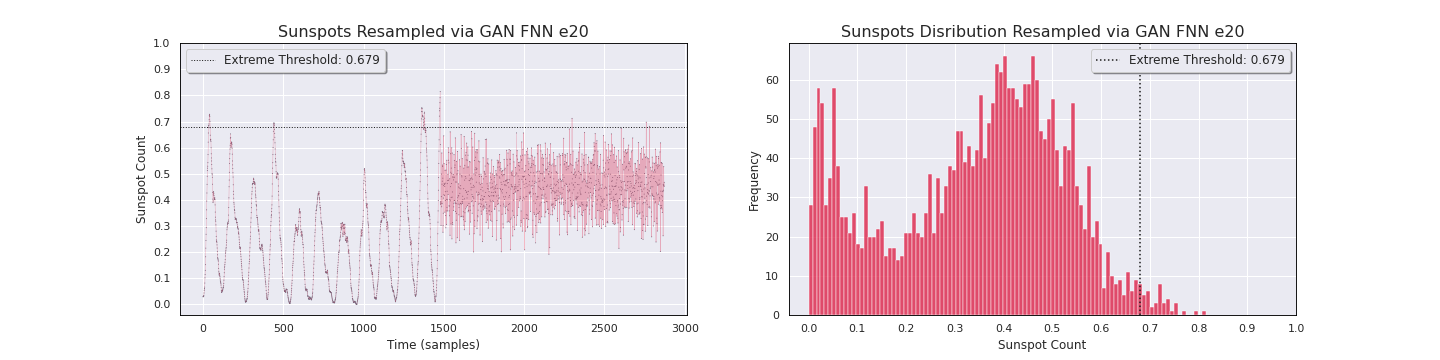 Sunspots Resampled via GAN FNN e20
Extreme Threshold: 0.679
1.0
0.9
0.8
0.7
0.6
0.5
0.4
0.3
0.2
0.1
0.0
Sunspot Count
0 500 1000 1500 2000 2500 3000
Time (samples)
Sunspots Disribution Resampled via GAN FNN e20
Extreme Threshold: 0.679
60
50
40
30
20
10
0
Frequency
0.0 0.1 0.2 0.3 0.4 0.5 0.6 0.7 0.8 0.9 1.0
Sunspot Count